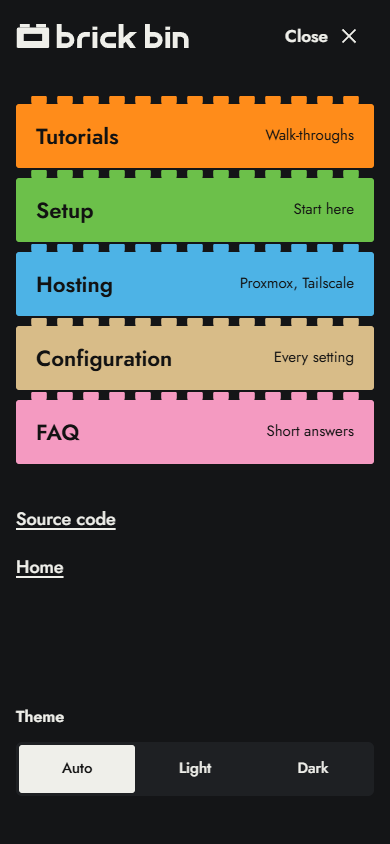 brick bin
Close
Tutorials Walk-throughs
Setup Start here
Hosting Proxmox, Tailscale
Configuration Every setting
FAQ Short answers
Source code
Home
Theme
Auto Light Dark